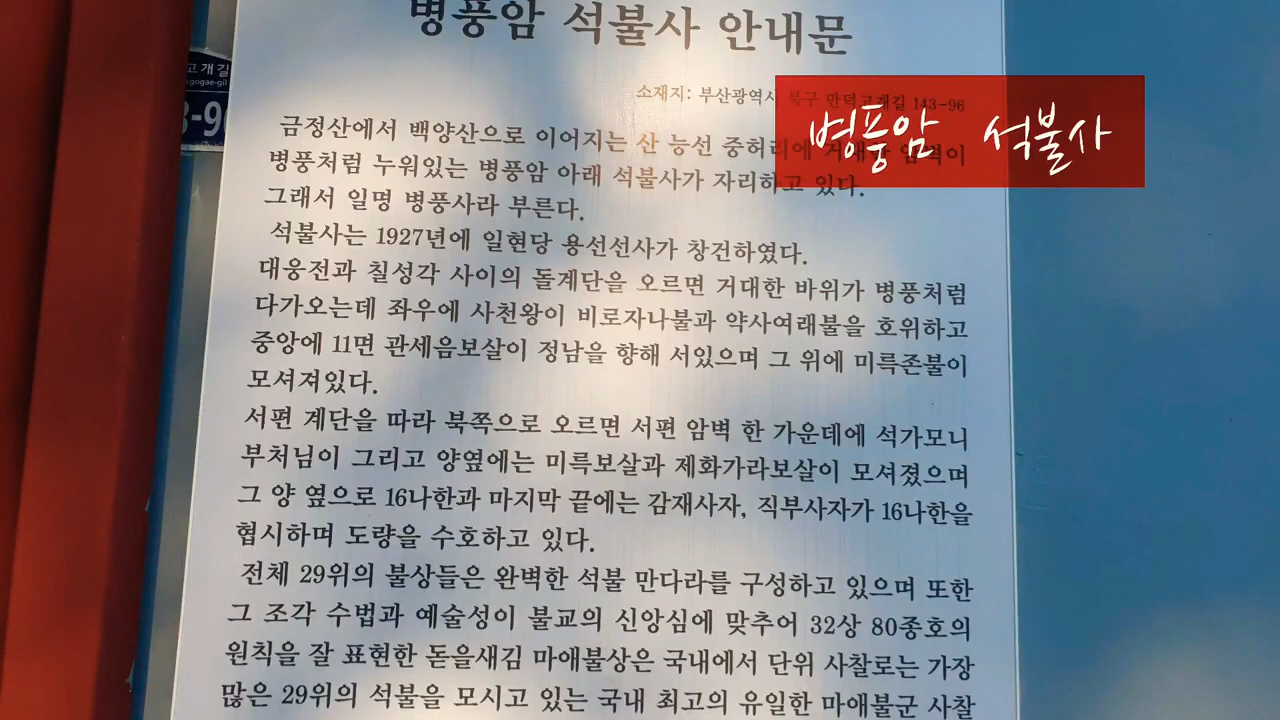 병풍암 석불사 안내문
고개길
gogae-gil
3-96
소재지: 부산광역시 북구 만덕고개길 143-96
병풍암 석불사
금정산에서 백양산으로 이어지는 산 능선 중허리에 거대한 암벽이
병풍처럼 누워있는 병풍암 아래 석불사가 자리하고 있다.
그래서 일명 병풍사라 부른다.
석불사는 1927년에 일현당 용선선사가 창건하였다.
대웅전과 칠성각 사이의 돌계단을 오르면 거대한 바위가 병풍처럼
다가오는데 좌우에 사천왕이 비로자나불과 약사여래불을 호위하고
중앙에 11면 관세음보살이 정남을 향해 서있으며 그 위에 미륵존불이
모셔져있다.
서편 계단을 따라 북쪽으로 오르면 서편 암벽 한 가운데에 석가모니
부처님이 그리고 양옆에는 미륵보살과 제화가라보살이 모셔졌으며
그 양 옆으로 16나한과 마지막 끝에는 감재사자, 직부사자가 16나한을
협시하며 도량을 수호하고 있다.
전체 29위의 불상들은 완벽한 석불 만다라를 구성하고 있으며 또한
그 조각 수법과 예술성이 불교의 신앙심에 맞추어 32상 80종호의
원칙을 잘 표현한 돋을새김 마애불상은 국내에서 단위 사찰로는 가장
많은 29위의 석불을 모시고 있는 국내 최고의 유일한 마애불군 사찰